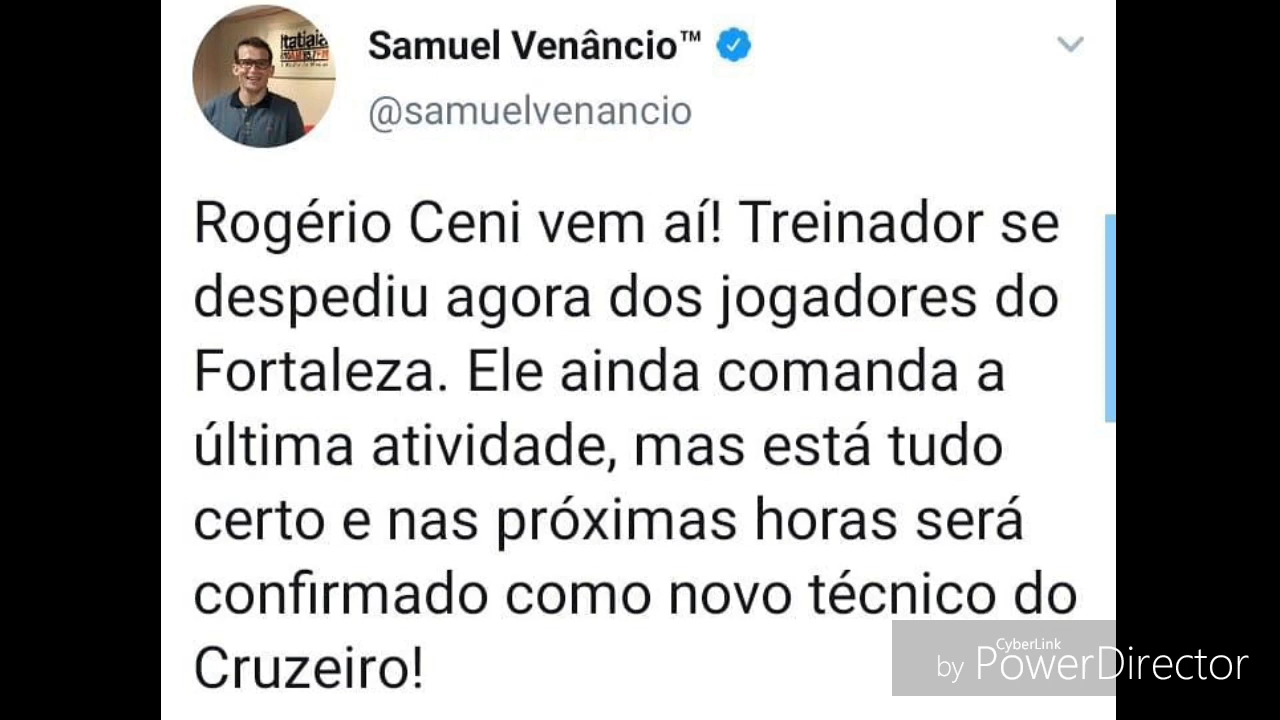 Itatiaia
Samuel Venâncio™
@samuelvenancio
Rogério Ceni vem aí! Treinador se
despediu agora dos jogadores do
Fortaleza. Ele ainda comanda a
última atividade, mas está tudo
certo e nas próximas horas será
confirmado como novo técnico do
Cruzeiro!
CyberLink
by PowerDirector